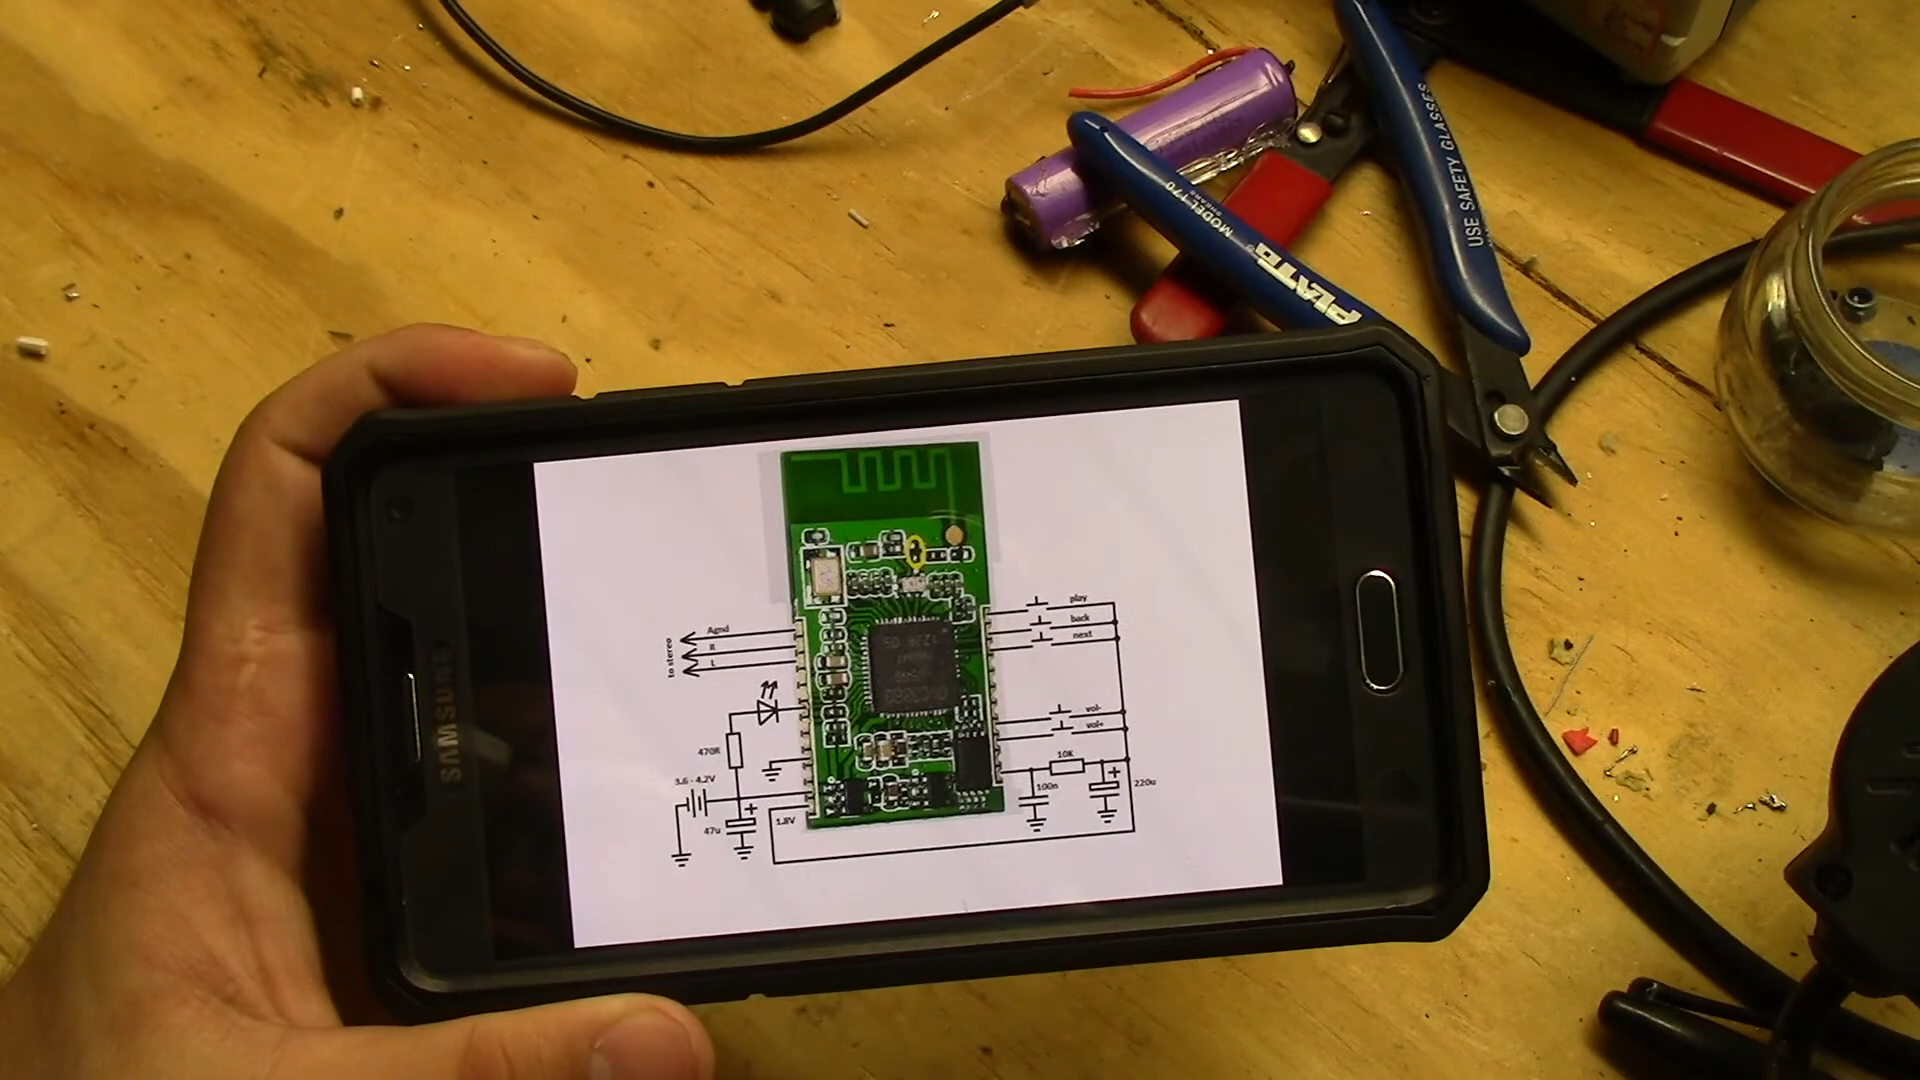 USE SAFETY GLASSES
MODEL 170
SHEAR
PLATO
SAMSUNG
to stereo
Agnd
R
L
play
back
next
vol-
vol+
470R
3.6 - 4.2V
47u
1.8V
10K
100n
220u